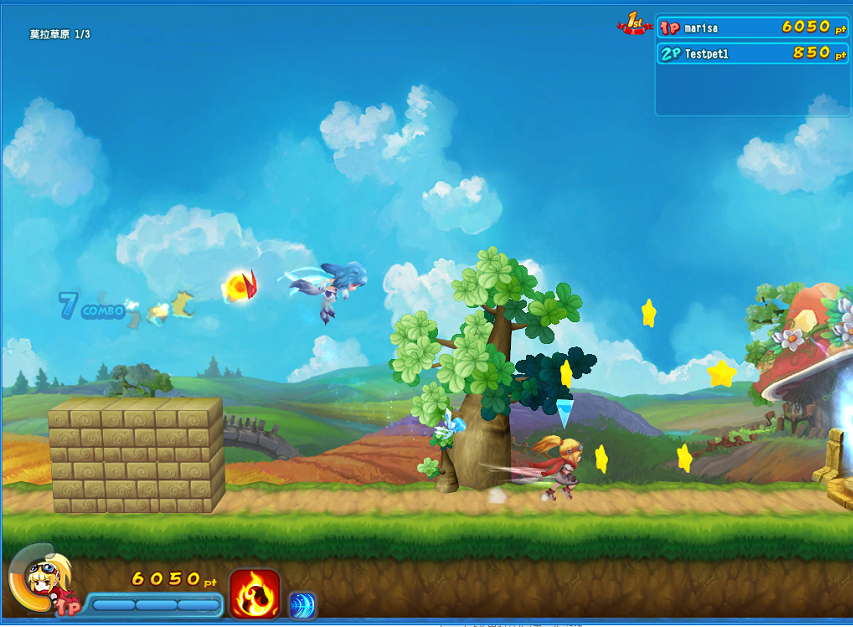 莫拉草原 1/3
1st
1P marisa 6050 pt
2P Testpet1 850 pt
7 COMBO
6050 pt
1P